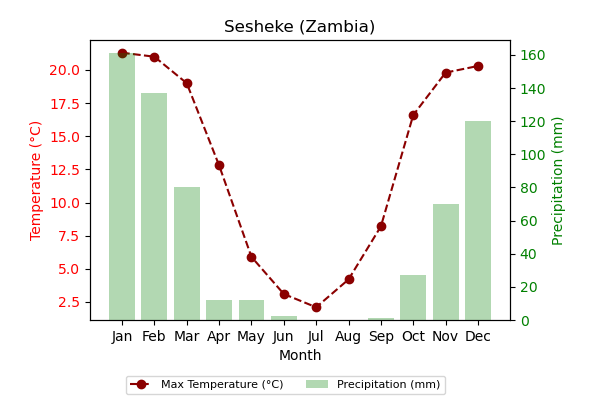 Sesheke (Zambia)
Temperature (°C)
20.0
17.5
15.0
12.5
10.0
7.5
5.0
2.5
160
140
120
100
80
60
40
20
0
Precipitation (mm)
Jan Feb Mar Apr May Jun Jul Aug Sep Oct Nov Dec
Month
Max Temperature (°C) Precipitation (mm)